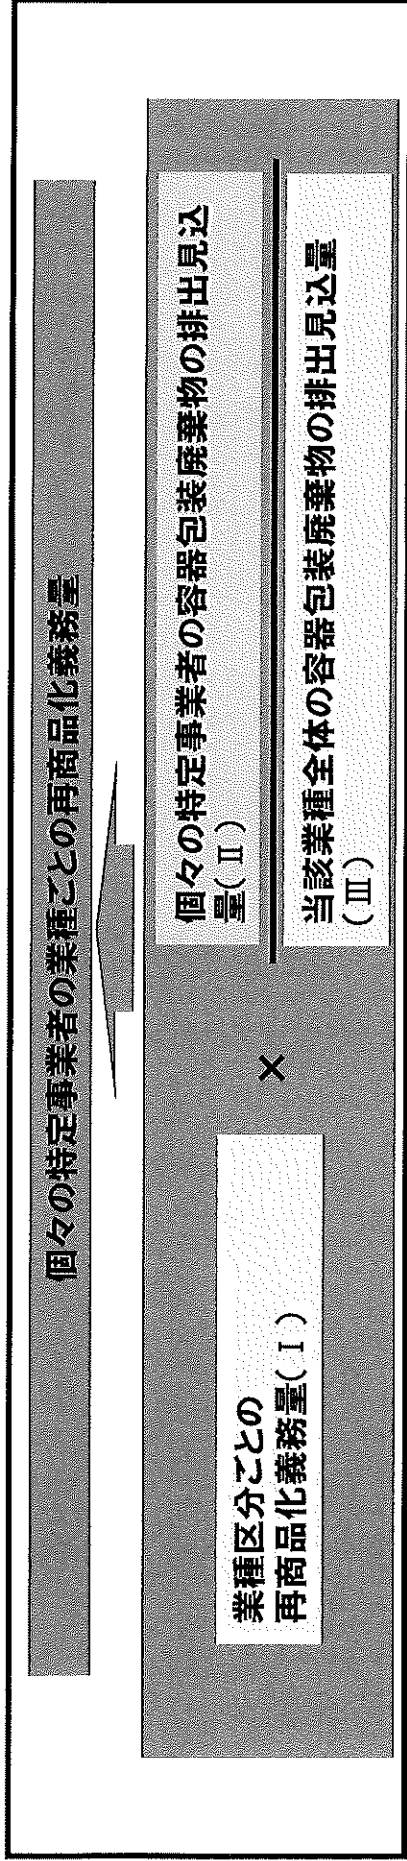 個々の特定事業者の業種ごとの再商品化義務量
業種区分ごとの
再商品化義務量(Ⅰ)
×
個々の特定事業者の容器包装廃棄物の排出見込
量(Ⅱ)
当該業種全体の容器包装廃棄物の排出見込量
(Ⅲ)